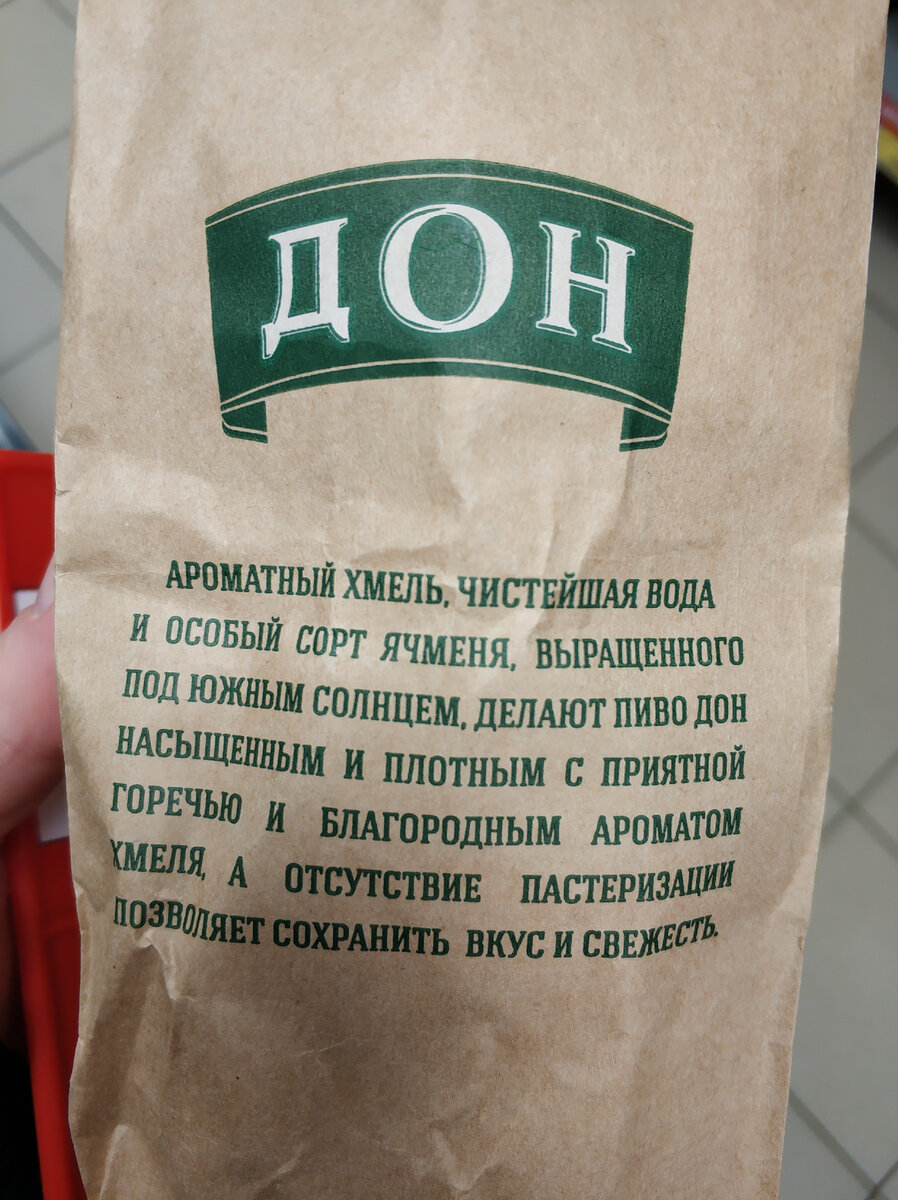 ДОН
АРОМАТНЫЙ ХМЕЛЬ, ЧИСТЕЙШАЯ ВОДА
И ОСОБЫЙ СОРТ ЯЧМЕНЯ, ВЫРАЩЕННОГО
ПОД ЮЖНЫМ СОЛНЦЕМ, ДЕЛАЮТ ПИВО ДОН
НАСЫЩЕННЫМ И ПЛОТНЫМ С ПРИЯТНОЙ
ГОРЕЧЬЮ И БЛАГОРОДНЫМ АРОМАТОМ
ХМЕЛЯ, А ОТСУТСТВИЕ ПАСТЕРИЗАЦИИ
ПОЗВОЛЯЕТ СОХРАНИТЬ ВКУС И СВЕЖЕСТЬ.